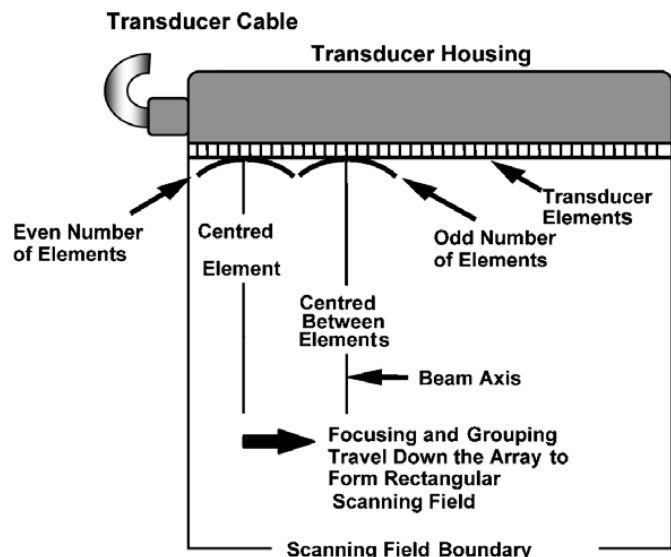 Transducer Cable
Transducer Housing
Transducer
Elements
Even Number
of Elements
Centred
Element
Odd Number
of Elements
Centred
Between
Elements
Beam Axis
Focusing and Grouping
Travel Down the Array to
Form Rectangular
Scanning Field
Scanning Field Boundary